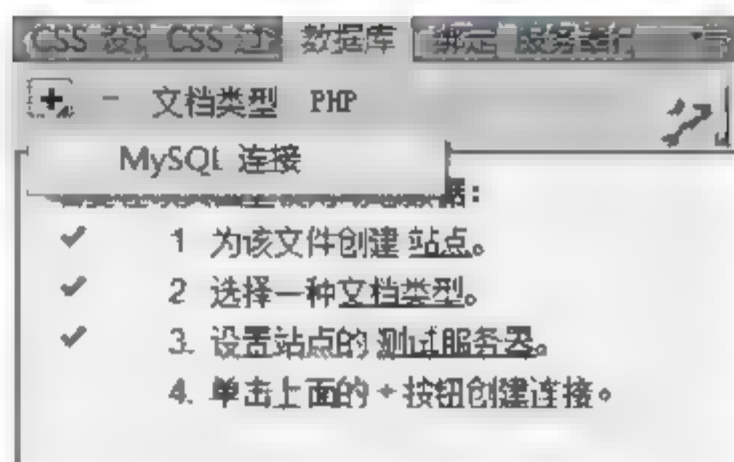 CSS CSS 数据库 绑定 服务器
+ - 文档类型 PHP
MySQL 连接
1 为该文件创建 站点。
2 选择一种文档类型。
3. 设置站点的 测试服务器。
4. 单击上面的 + 按钮创建连接。